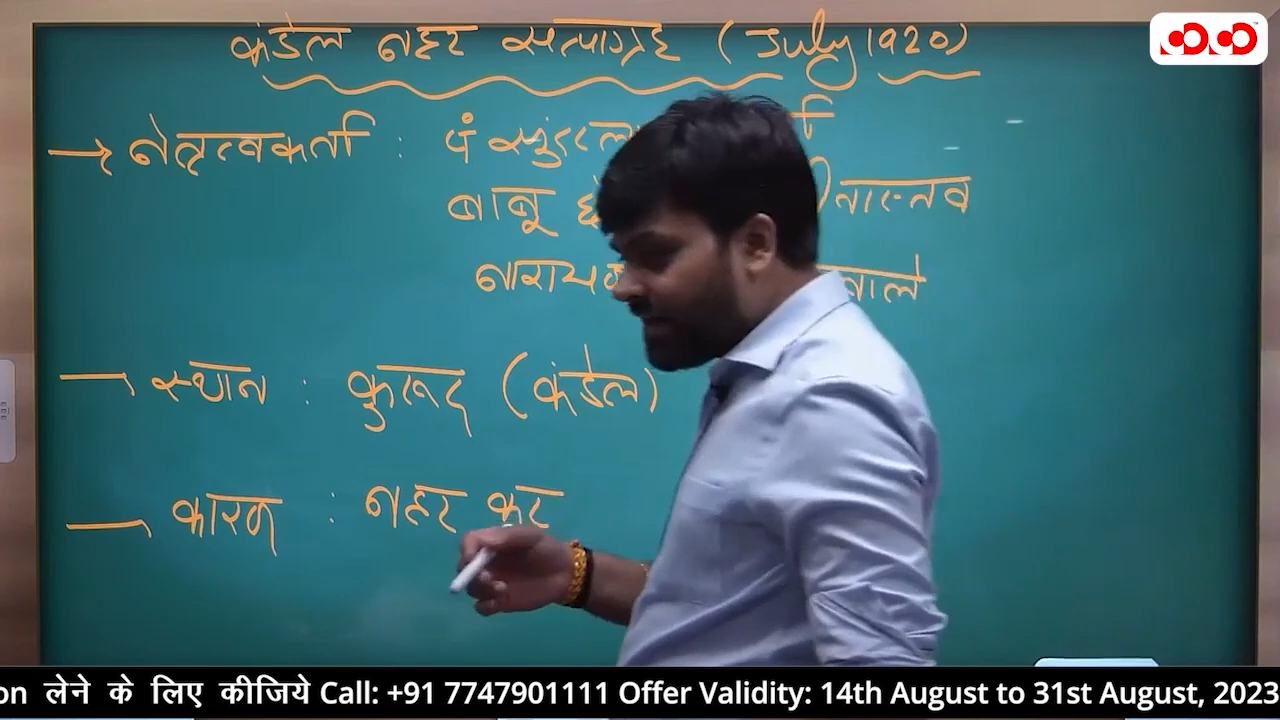 कंडेल नहर सत्याग्रह (July 1920)
→ नेतृत्वकर्ता : पं सुंदरल
बाबू
नारायण
— स्थान : कुरूद (कंडेल)
— कारण : नहर कर
on लेने के लिए कीजिये Call: +91 7747901111 Offer Validity: 14th August to 31st August, 2023